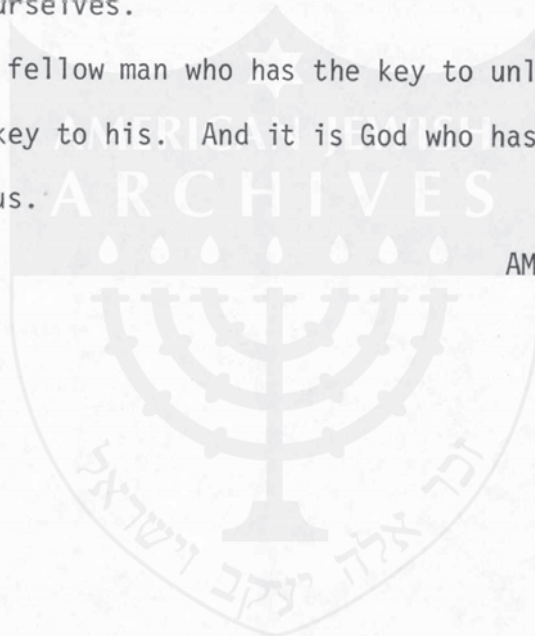 urselves.
fellow man who has the key to unl
key to his. And it is God who has
us.
AM
AMERICAN JEWISH
ARCHIVES
זכר אלה יעקב וישראל